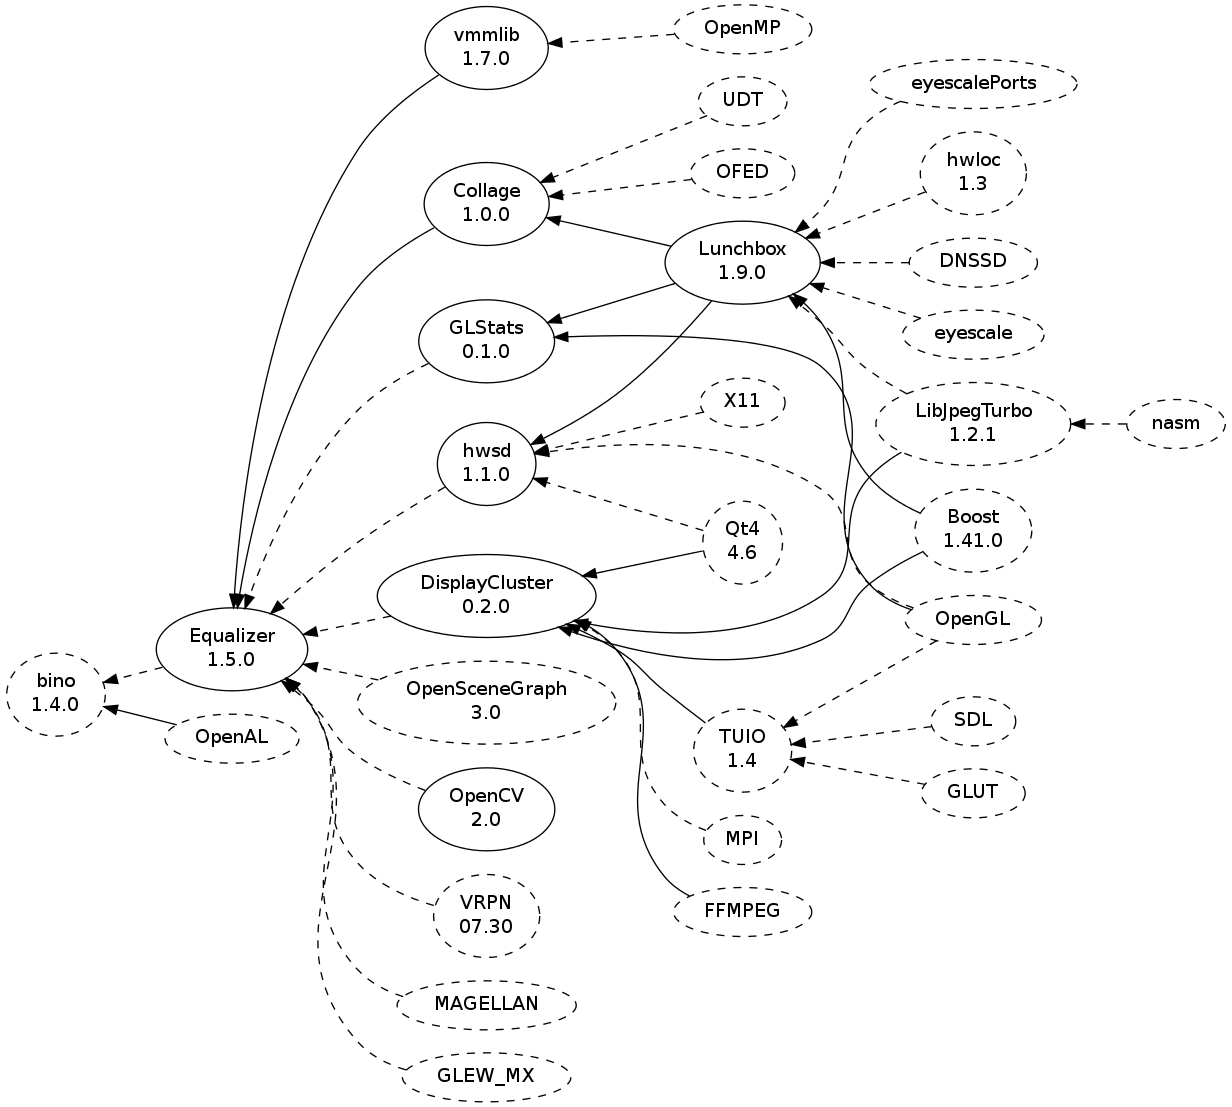 vmmlib
1.7.0
OpenMP
eyescalePorts
UDT
hwloc
1.3
OFED
Collage
1.0.0
Lunchbox
1.9.0
DNSSD
GLStats
0.1.0
eyescale
X11
LibJpegTurbo
1.2.1
nasm
hwsd
1.1.0
Qt4
4.6
Boost
1.41.0
DisplayCluster
0.2.0
OpenGL
Equalizer
1.5.0
bino
1.4.0
OpenSceneGraph
3.0
OpenAL
TUIO
1.4
SDL
GLUT
OpenCV
2.0
MPI
VRPN
07.30
FFMPEG
MAGELLAN
GLEW_MX